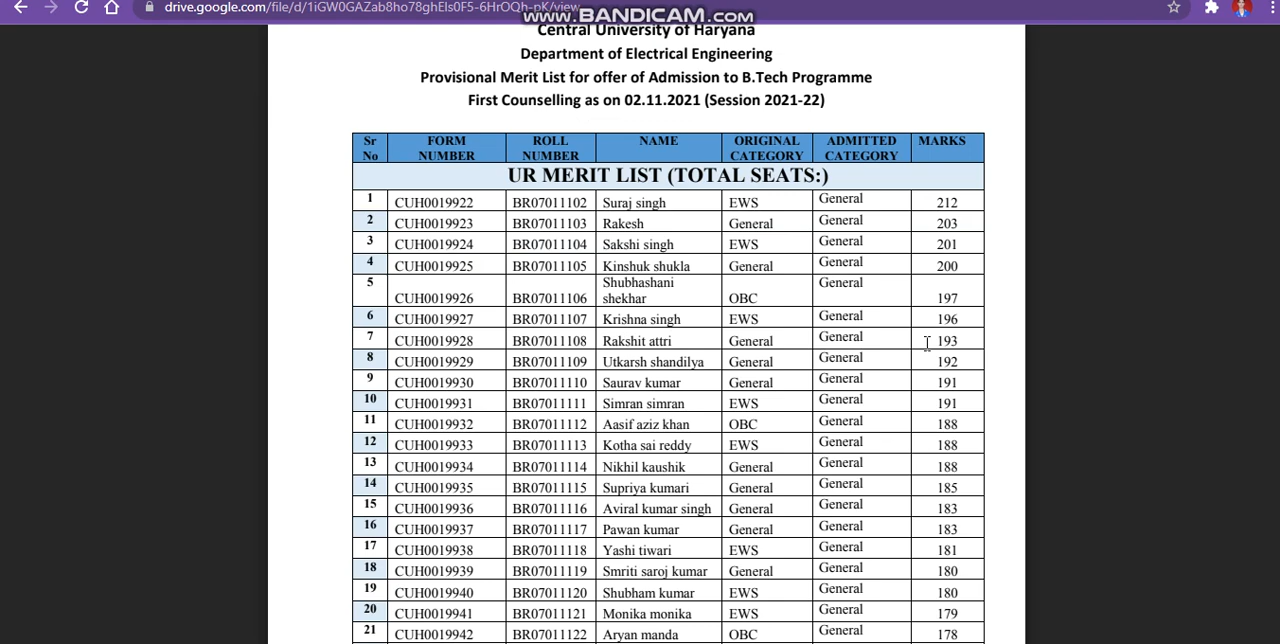 drive.google.com/file/d/1iGW0GAZab8ho78ghEls0F5-6HrOQh-pK/view
www.BANDICAM.com
Central University of Haryana
Department of Electrical Engineering
Provisional Merit List for offer of Admission to B.Tech Programme
First Counselling as on 02.11.2021 (Session 2021-22)
Sr No FORM NUMBER ROLL NUMBER NAME ORIGINAL CATEGORY ADMITTED CATEGORY MARKS
UR MERIT LIST (TOTAL SEATS:)
1 CUH0019922 BR07011102 Suraj singh EWS General 212
2 CUH0019923 BR07011103 Rakesh General General 203
3 CUH0019924 BR07011104 Sakshi singh EWS General 201
4 CUH0019925 BR07011105 Kinshuk shukla General General 200
5 CUH0019926 BR07011106 Shubhashani shekhar OBC General 197
6 CUH0019927 BR07011107 Krishna singh EWS General 196
7 CUH0019928 BR07011108 Rakshit attri General General 193
8 CUH0019929 BR07011109 Utkarsh shandilya General General 192
9 CUH0019930 BR07011110 Saurav kumar General General 191
10 CUH0019931 BR07011111 Simran simran EWS General 191
11 CUH0019932 BR07011112 Aasif aziz khan OBC General 188
12 CUH0019933 BR07011113 Kotha sai reddy EWS General 188
13 CUH0019934 BR07011114 Nikhil kaushik General General 188
14 CUH0019935 BR07011115 Supriya kumari General General 185
15 CUH0019936 BR07011116 Aviral kumar singh General General 183
16 CUH0019937 BR07011117 Pawan kumar General General 183
17 CUH0019938 BR07011118 Yashi tiwari EWS General 181
18 CUH0019939 BR07011119 Smriti saroj kumar General General 180
19 CUH0019940 BR07011120 Shubham kumar EWS General 180
20 CUH0019941 BR07011121 Monika monika EWS General 179
21 CUH0019942 BR07011122 Aryan manda OBC General 178